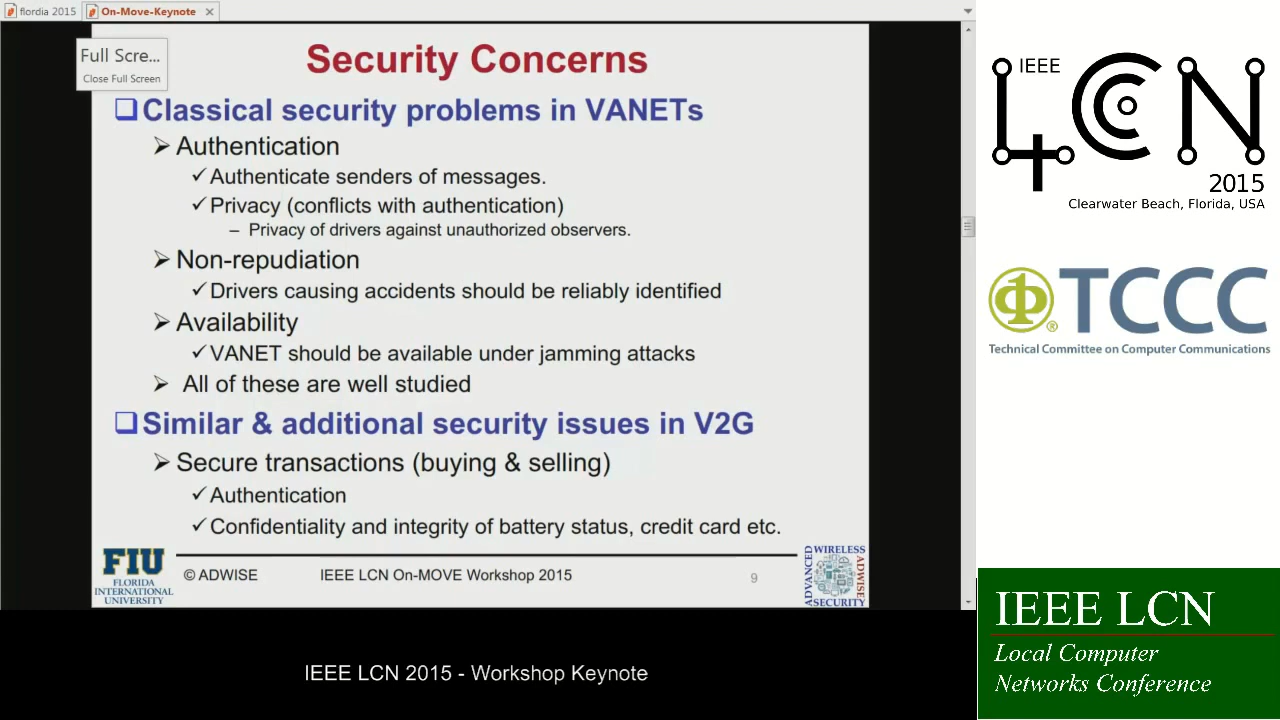 flordia 2015
On-Move-Keynote
Full Scre...
Close Full Screen
Security Concerns
Classical security problems in VANETs
Authentication
Authenticate senders of messages.
Privacy (conflicts with authentication)
– Privacy of drivers against unauthorized observers.
Non-repudiation
Drivers causing accidents should be reliably identified
Availability
VANET should be available under jamming attacks
All of these are well studied
Similar & additional security issues in V2G
Secure transactions (buying & selling)
Authentication
Confidentiality and integrity of battery status, credit card etc.
FIU
FLORIDA
INTERNATIONAL
UNIVERSITY
© ADWISE
IEEE LCN On-MOVE Workshop 2015
9
ADVANCED
WIRELESS
ADWISE
SECURITY
IEEE LCN 2015 - Workshop Keynote
IEEE
LCN
40
2015
Clearwater Beach, Florida, USA
TCCC
®
Technical Committee on Computer Communications
IEEE LCN
Local Computer
Networks Conference